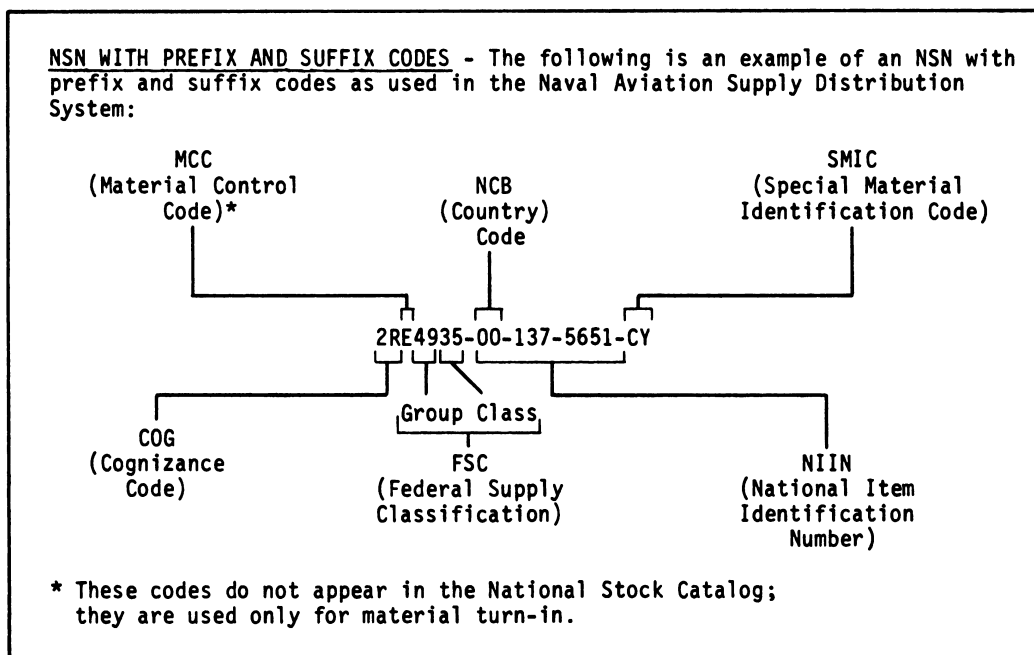 NSN WITH PREFIX AND SUFFIX CODES - The following is an example of an NSN with
prefix and suffix codes as used in the Naval Aviation Supply Distribution
System:
MCC
(Material Control
Code)*
NCB
(Country)
Code
SMIC
(Special Material
Identification Code)
2RE4935-00-137-5651-CY
Group Class
COG
(Cognizance
Code)
FSC
(Federal Supply
Classification)
NIIN
(National Item
Identification
Number)
* These codes do not appear in the National Stock Catalog;
they are used only for material turn-in.